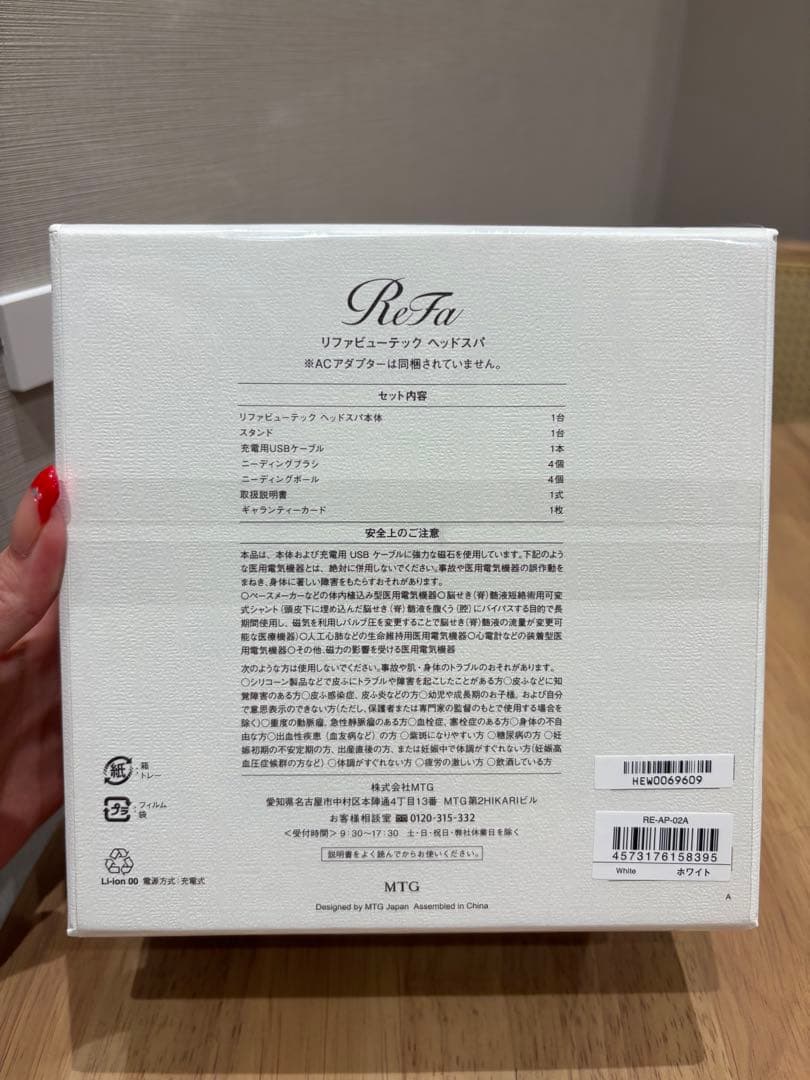 ReFa
リファビューテック ヘッドスパ
※ACアダプターは同梱されていません。
セット内容
リファビューテック ヘッドスパ本体 1台
スタンド 1台
充電用USBケーブル 1本
ニーディングブラシ 4個
ニーディングポール 4個
取扱説明書 1式
ギャランティーカード 1枚
安全上のご注意
本品は、本体および充電用 USB ケーブルに強力な磁石を使用しています。下記のよう
な医用電気機器とは、絶対に併用しないでください。事故や医用電気機器の誤作動を
まねき、身体に著しい障害をもたらすおそれがあります。
○ペースメーカーなどの体内植込み型医用電気機器○脳せき(脊)髄液短絡術用可変
式シャント(頭皮下に埋め込んだ脳せき(脊)髄液を腹くう(腔)にバイパスする目的で長
期間使用し、磁気を利用しバルブ圧を変更することで脳せき(脊)髄液の流量が変更可
能な医療機器)○人工心肺などの生命維持用医用電気機器○心電計などの装着型医
用電気機器○その他、磁力の影響を受ける医用電気機器
次のような方は使用しないでください。事故や肌・身体のトラブルのおそれがあります。
○シリコーン製品などで皮ふにトラブルや障害を起こしたことがある方○皮ふなどに知
覚障害のある方○皮ふ感染症、皮ふ炎などの方○幼児や成長期のお子様、および自分
で意思表示のできない方(ただし、保護者または専門家の監督のもとで使用する場合を
除く)○重度の動脈瘤、急性静脈瘤のある方○血栓症、塞栓症のある方○身体の不自
由な方○出血性疾患(血友病など)の方○紫斑になりやすい方○糖尿病の方○妊
娠初期の不安定期の方、出産直後の方、または妊娠中で体調がすぐれない方(妊娠高
血圧症候群の方など)○体調がすぐれない方○疲労の激しい方○飲酒している方
紙 箱
トレー
プラ フィルム
袋
Li-ion 00 電源方式:充電式
株式会社MTG
愛知県名古屋市中村区本陣通4丁目13番 MTG第2HIKARIビル
お客様相談室 0120-315-332
<受付時間> 9:30〜17:30 土・日・祝日・弊社休業日を除く
説明書をよく読んでからお使いください。
MTG
Designed by MTG Japan Assembled in China
HEW0069609
RE-AP-02A
4573176158395
White ホワイト
A